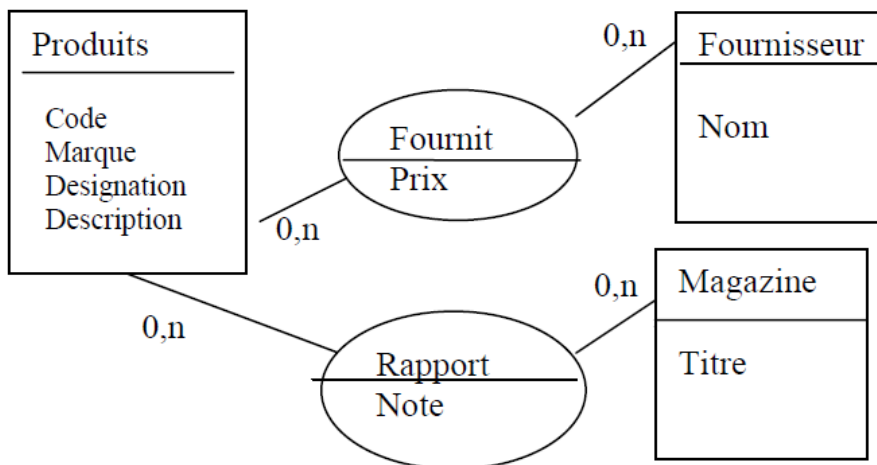 Produits
Code
Marque
Designation
Description
0,n
Fournit
Prix
0,n
Fournisseur
Nom
0,n
Rapport
Note
0,n
Magazine
Titre